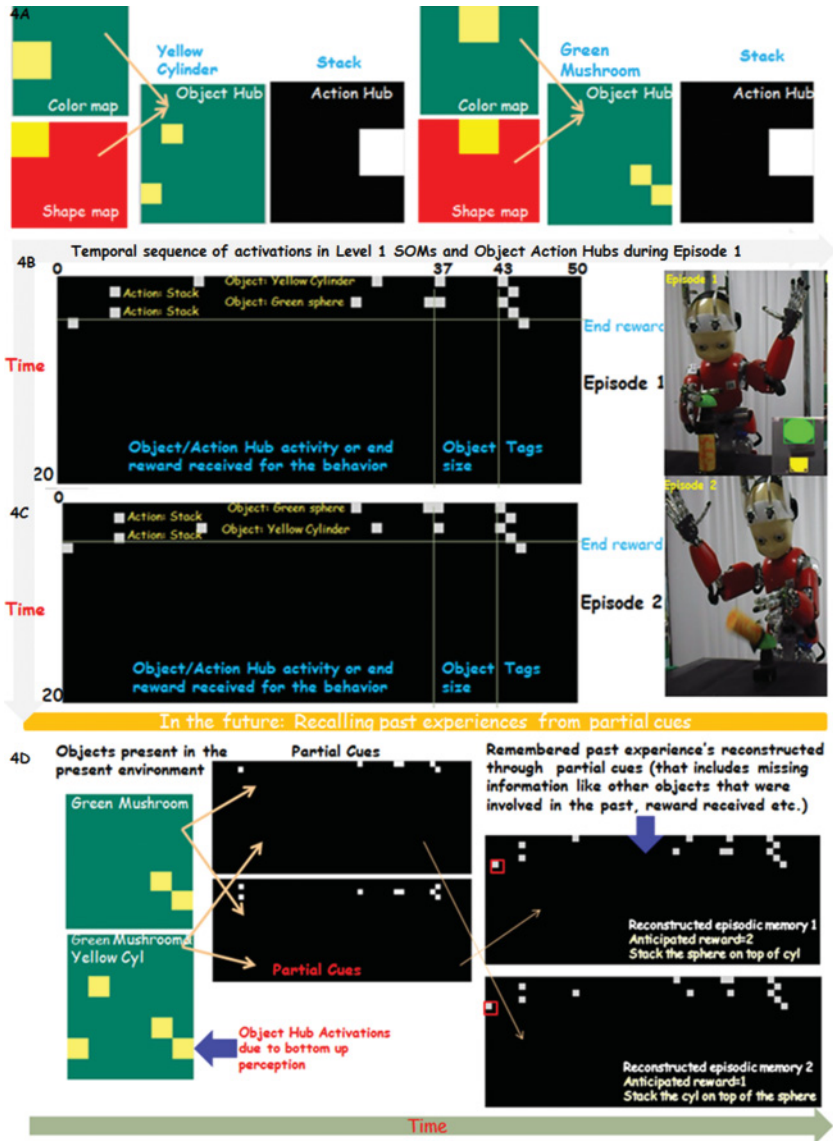 4A
Yellow
Cylinder
Stack
Green
Mushroom
Stack
Color map
Object Hub
Action Hub
Color map
Object Hub
Action Hub
Shape map
Shape map
Temporal sequence of activations in Level 1 SOMs and Object Action Hubs during Episode 1
4B
0
37
43
50
Object: Yellow Cylinder
Action: Stack
Object: Green sphere
Action: Stack
Episode 1
End reward
Time
Episode 1
Object/Action Hub activity or end
reward received for the behavior
Object
size
Tags
20
0
4C
Object: Green sphere
Action: Stack
Object: Yellow Cylinder
Action: Stack
Episode 2
End reward
Time
Episode 2
Object/Action Hub activity or end
reward received for the behavior
Object
size
Tags
20
In the future: Recalling past experiences from partial cues
4D
Objects present in the
present environment
Partial Cues
Remembered past experience's reconstructed
through partial cues (that includes missing
information like other objects that were
involved in the past, reward received etc.)
Green Mushroom
Green Mushroom&
Yellow Cyl
Partial Cues
Reconstructed episodic memory 1
Anticipated reward=2
Stack the sphere on top of cyl
Object Hub Activations
due to bottom up
perception
Reconstructed episodic memory 2
Anticipated reward=1
Stack the cyl on top of the sphere
Time